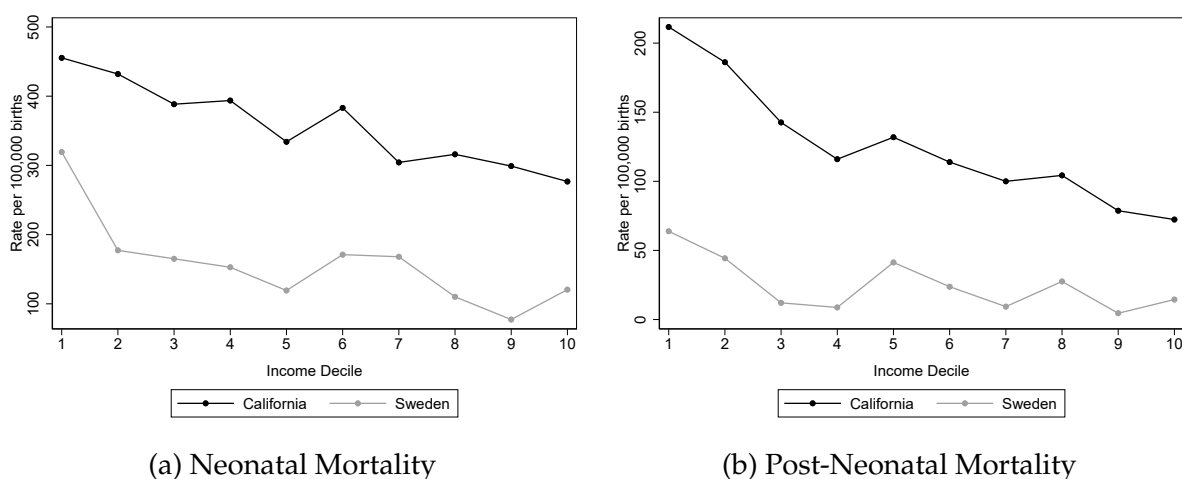 Rate per 100,000 births
500
400
300
200
100
1 2 3 4 5 6 7 8 9 10
Income Decile
California Sweden
(a) Neonatal Mortality
Rate per 100,000 births
200
150
100
50
0
1 2 3 4 5 6 7 8 9 10
Income Decile
California Sweden
(b) Post-Neonatal Mortality